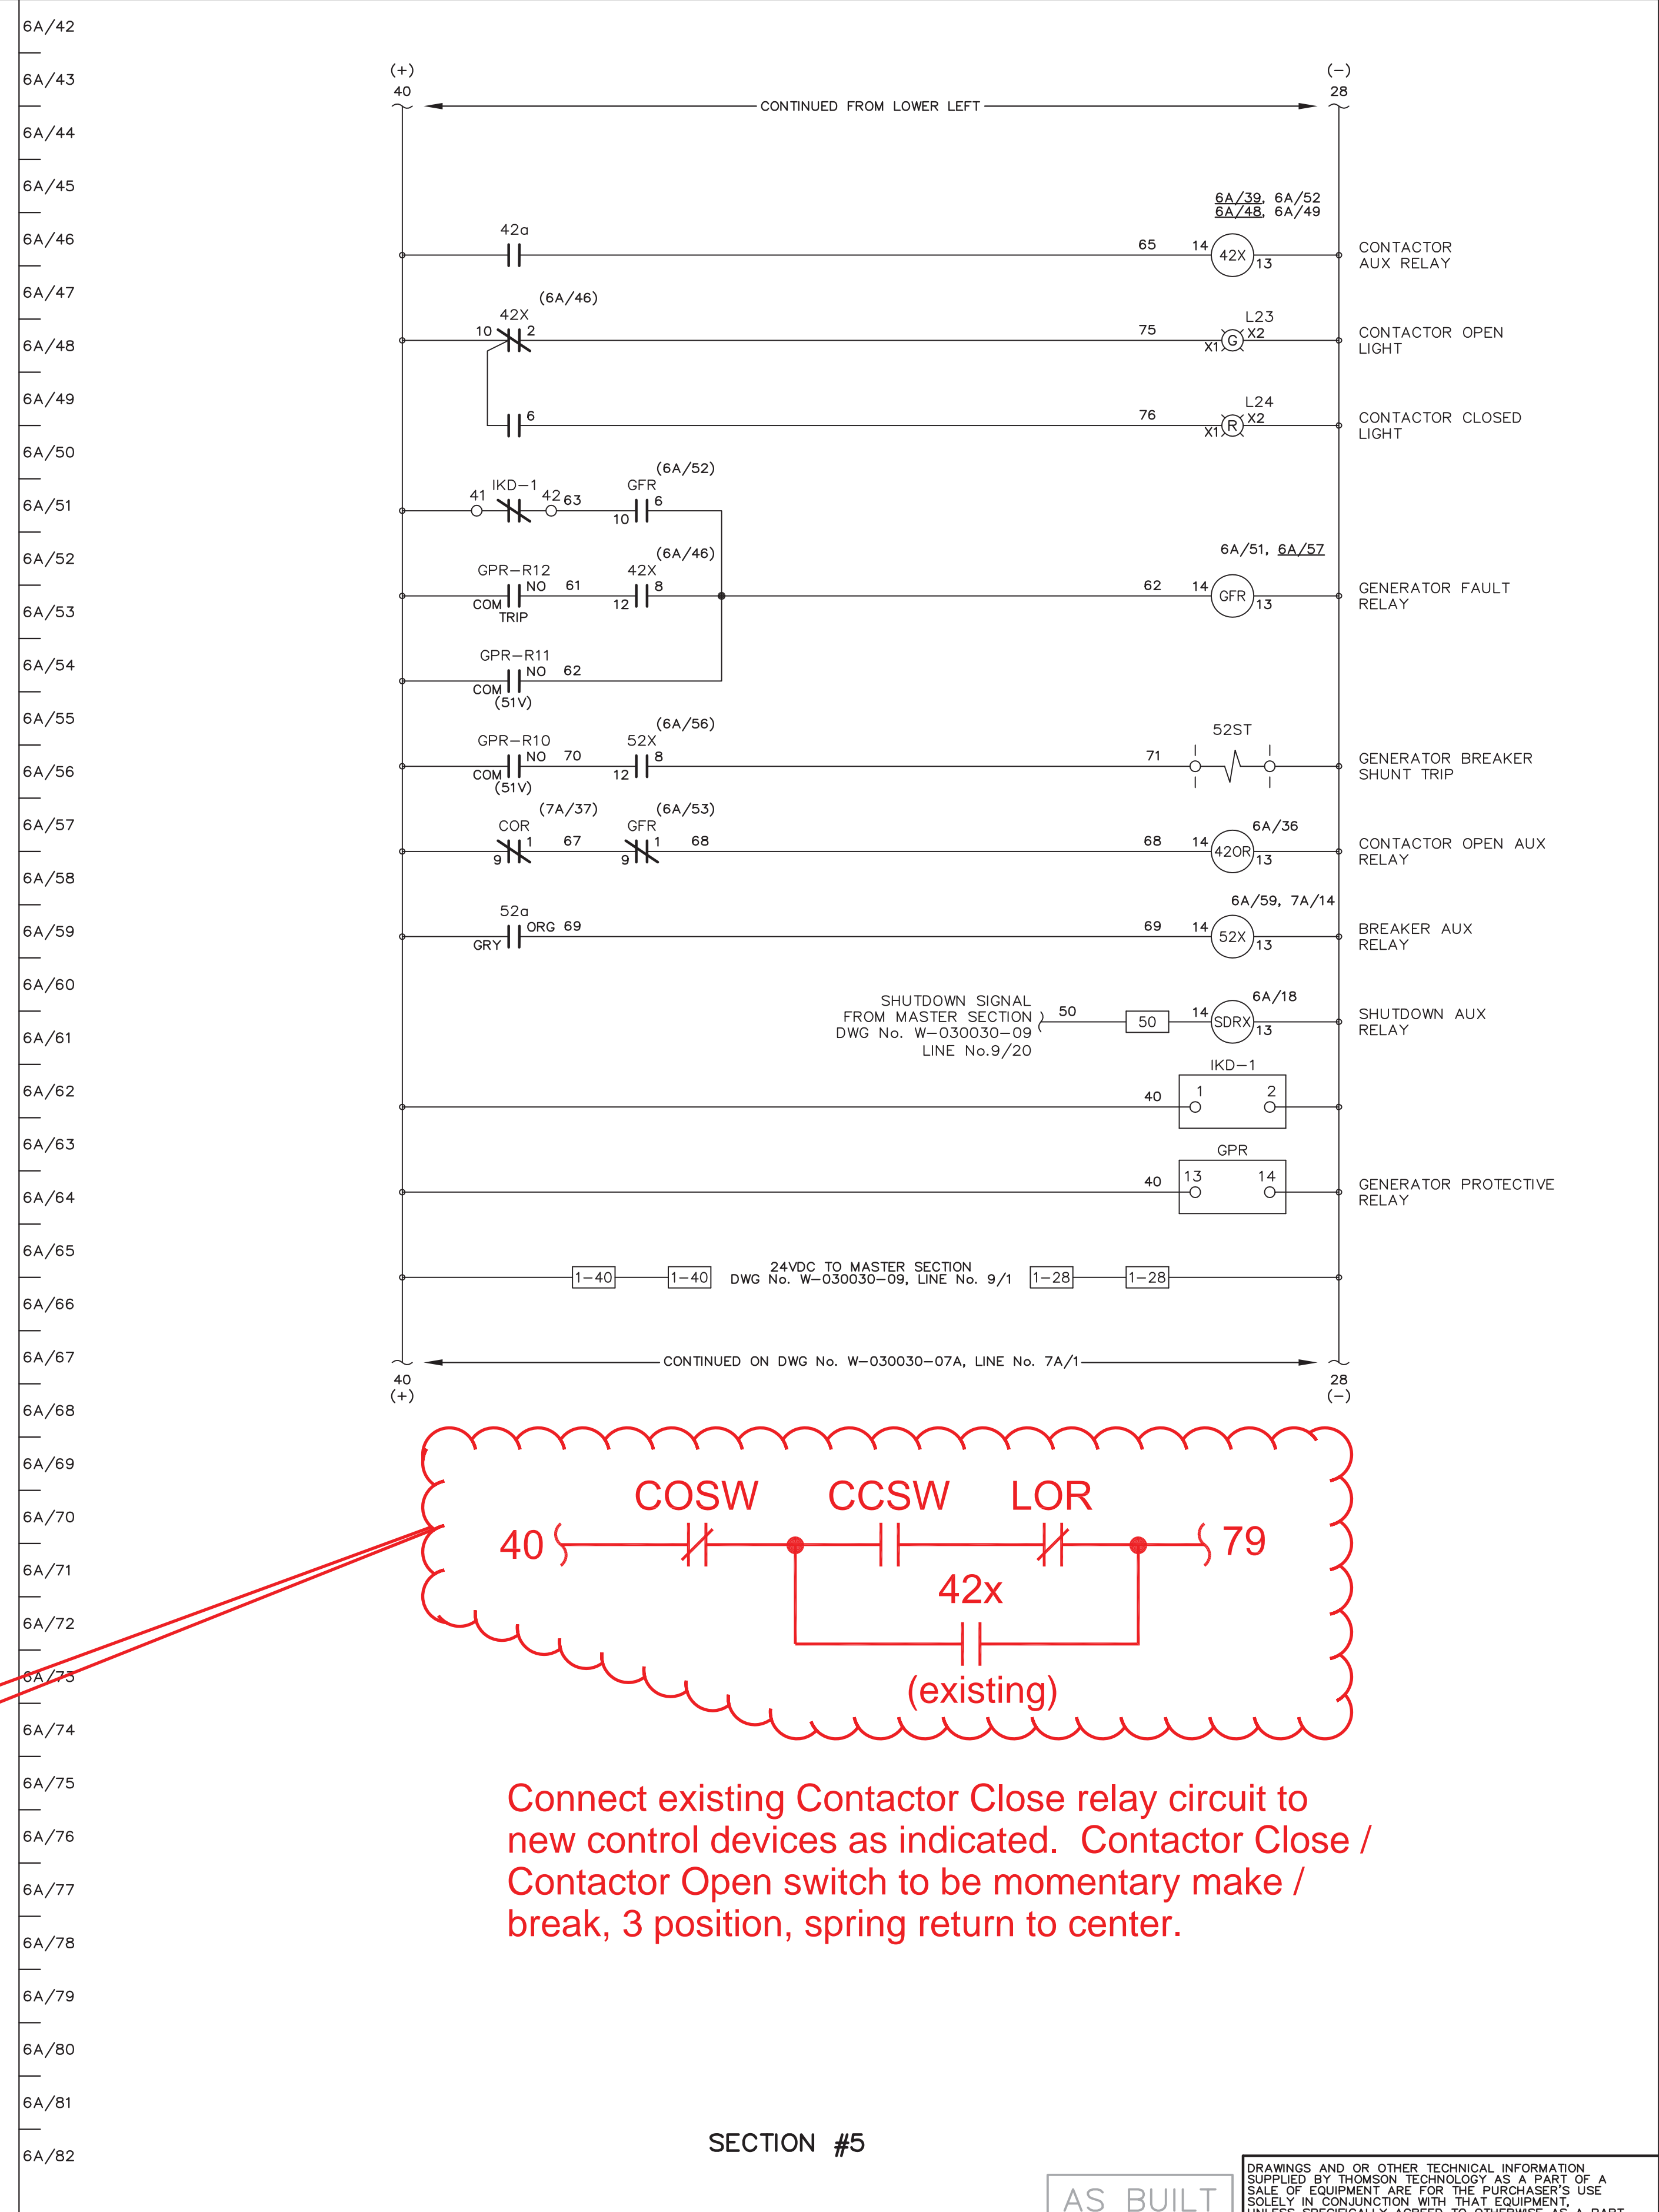 6A/42
6A/43
6A/44
6A/45
6A/46
6A/47
6A/48
6A/49
6A/50
6A/51
6A/52
6A/53
6A/54
6A/55
6A/56
6A/57
6A/58
6A/59
6A/60
6A/61
6A/62
6A/63
6A/64
6A/65
6A/66
6A/67
6A/68
6A/69
6A/70
6A/71
6A/72
6A/73
6A/74
6A/75
6A/76
6A/77
6A/78
6A/79
6A/80
6A/81
6A/82
(+) (−)
40 28
CONTINUED FROM LOWER LEFT
6A/39, 6A/52
6A/48, 6A/49
42a 65 14 42X 13
CONTACTOR
AUX RELAY
(6A/46)
42X L23
10 2 75 X1 G X2
CONTACTOR OPEN
LIGHT
L24
6 76 X1 R X2
CONTACTOR CLOSED
LIGHT
(6A/52)
IKD−1 GFR
41 42 63 10 6
(6A/46) 6A/51, 6A/57
GPR−R12 42X
COM NO 61 12 8 62 14 GFR 13
TRIP
GENERATOR FAULT
RELAY
GPR−R11
COM NO 62
(51V)
(6A/56)
GPR−R10 52X 52ST
COM NO 70 12 8 71
(51V)
GENERATOR BREAKER
SHUNT TRIP
(7A/37) (6A/53)
COR GFR 6A/36
9 1 67 9 1 68 68 14 42OR 13
CONTACTOR OPEN AUX
RELAY
52a 6A/59, 7A/14
GRY ORG 69 69 14 52X 13
BREAKER AUX
RELAY
SHUTDOWN SIGNAL
FROM MASTER SECTION
DWG No. W−030030−09
LINE No.9/20
6A/18
50 50 14 SDRX 13
SHUTDOWN AUX
RELAY
IKD−1
40 1 2
GPR
40 13 14
GENERATOR PROTECTIVE
RELAY
24VDC TO MASTER SECTION
1−40 1−40 DWG No. W−030030−09, LINE No. 9/1 1−28 1−28
CONTINUED ON DWG No. W−030030−07A, LINE No. 7A/1
40 28
(+) (−)
COSW CCSW LOR
40 79
42x
(existing)
Connect existing Contactor Close relay circuit to
new control devices as indicated. Contactor Close /
Contactor Open switch to be momentary make /
break, 3 position, spring return to center.
SECTION #5
AS BUILT
DRAWINGS AND OR OTHER TECHNICAL INFORMATION
SUPPLIED BY THOMSON TECHNOLOGY AS A PART OF A
SALE OF EQUIPMENT ARE FOR THE PURCHASER'S USE
SOLELY IN CONJUNCTION WITH THAT EQUIPMENT,
UNLESS SPECIFICALLY AGREED TO OTHERWISE AS A PART